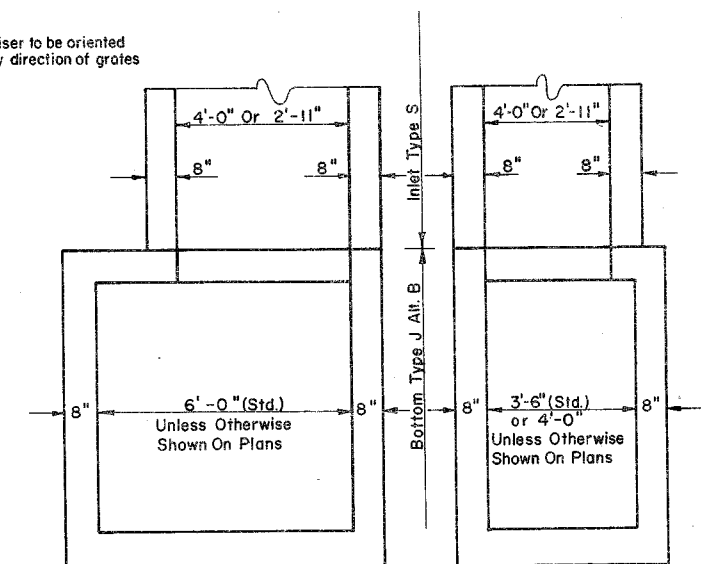 iser to be oriented
y direction of grates
4'-0" Or 2'-11"
4'-0" Or 2'-11"
8"
8"
8"
8"
Inlet Type S
Bottom Type J Alt. B
8"
6'-0"(Std.)
8"
Unless Otherwise
Shown On Plans
8"
3'-6"(Std.)
or 4'-0"
8"
Unless Otherwise
Shown On Plans